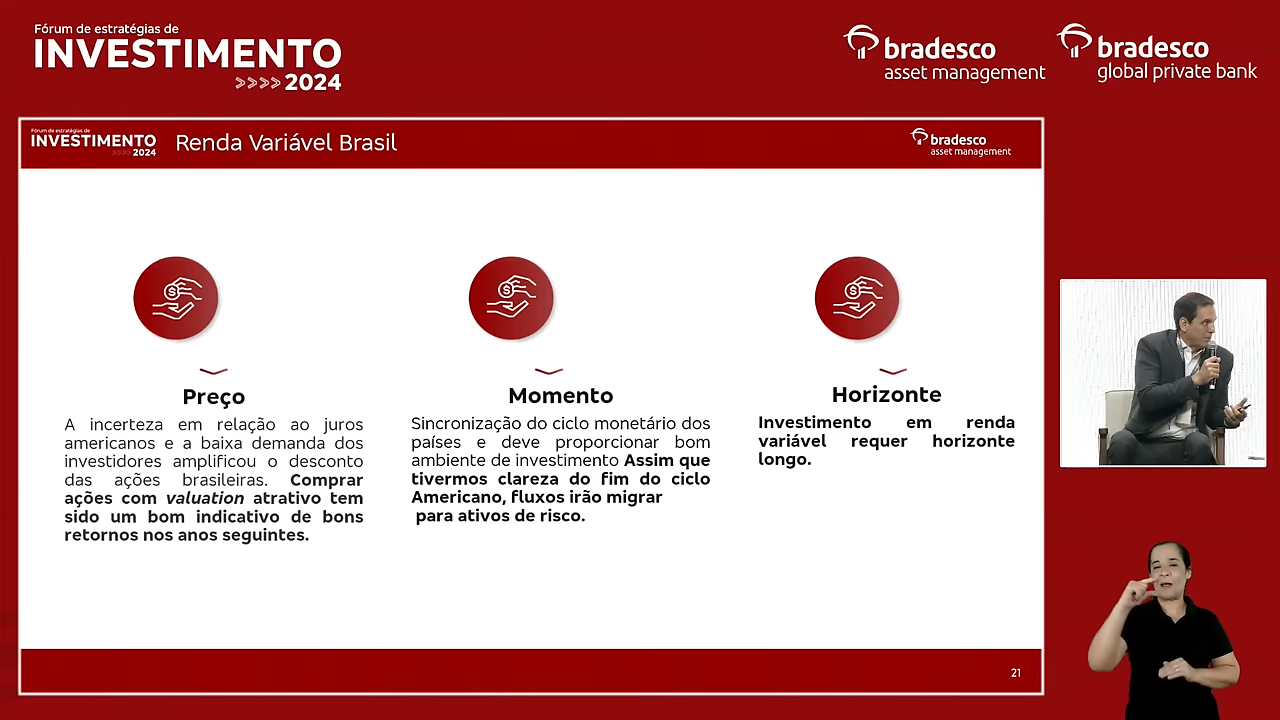 Fórum de estratégias de
INVESTIMENTO
>>>> 2024
bradesco
asset management
bradesco
global private bank
Fórum de estratégias de
INVESTIMENTO
>>>> 2024
Renda Variável Brasil
bradesco
asset management
Preço
A incerteza em relação ao juros
americanos e a baixa demanda dos
investidores amplificou o desconto
das ações brasileiras. Comprar
ações com valuation atrativo tem
sido um bom indicativo de bons
retornos nos anos seguintes.
Momento
Sincronização do ciclo monetário dos
países e deve proporcionar bom
ambiente de investimento Assim que
tivermos clareza do fim do ciclo
Americano, fluxos irão migrar
para ativos de risco.
Horizonte
Investimento em renda
variável requer horizonte
longo.
21